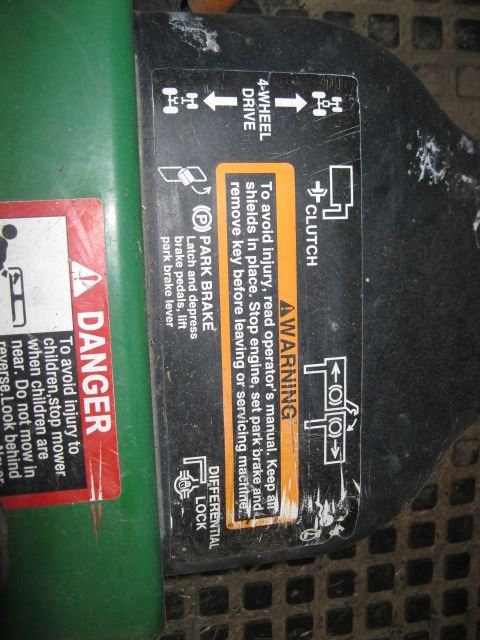 4-WHEEL
DRIVE
CLUTCH
WARNING
To avoid injury, read operator's manual. Keep all
shields in place. Stop engine, set park brake and
remove key before leaving or servicing machine.
(P) PARK BRAKE
Latch and depress
brake pedals, lift
park brake lever
DIFFERENTIAL
LOCK
DANGER
To avoid injury to
children,stop mower
when children are
near. Do not mow in
reverse.Look behind